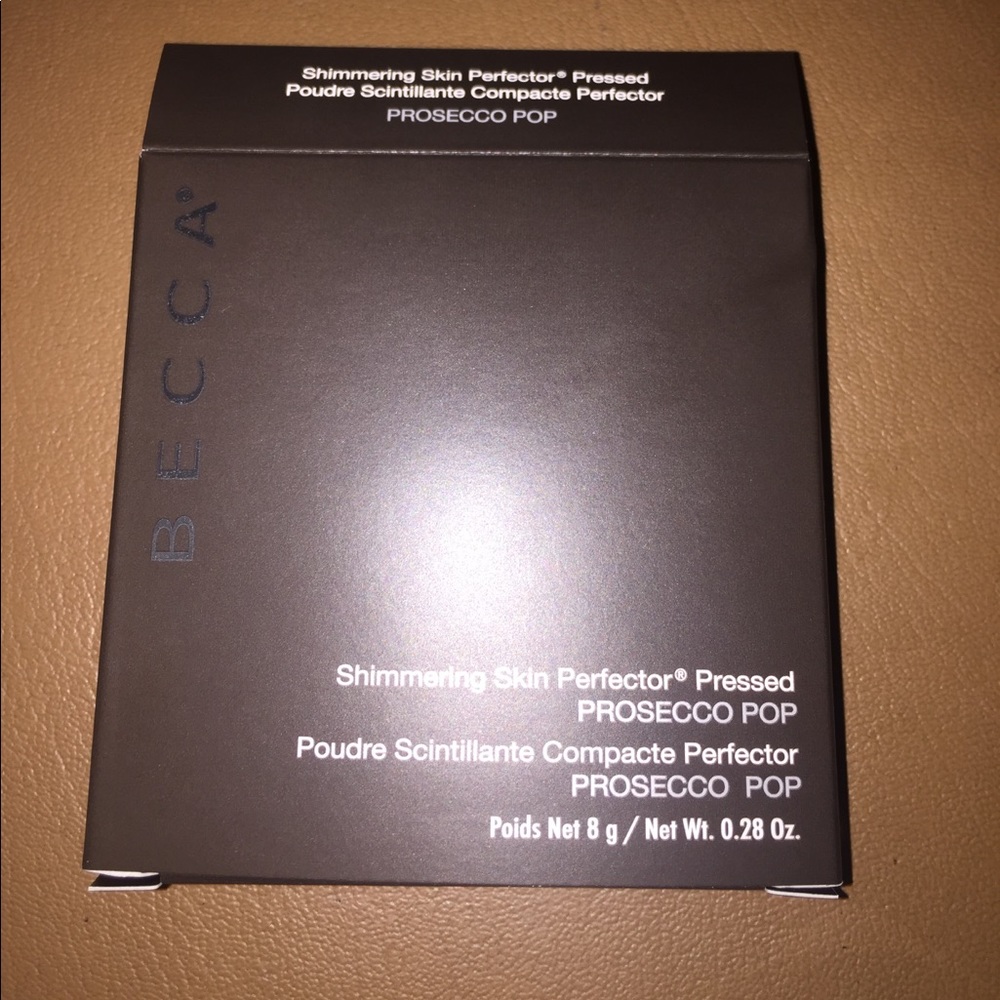 Shimmering Skin Perfector® Pressed
Poudre Scintillante Compacte Perfector
PROSECCO POP
BECCA®
Shimmering Skin Perfector® Pressed
PROSECCO POP
Poudre Scintillante Compacte Perfector
PROSECCO POP
Poids Net 8 g / Net Wt. 0.28 Oz.